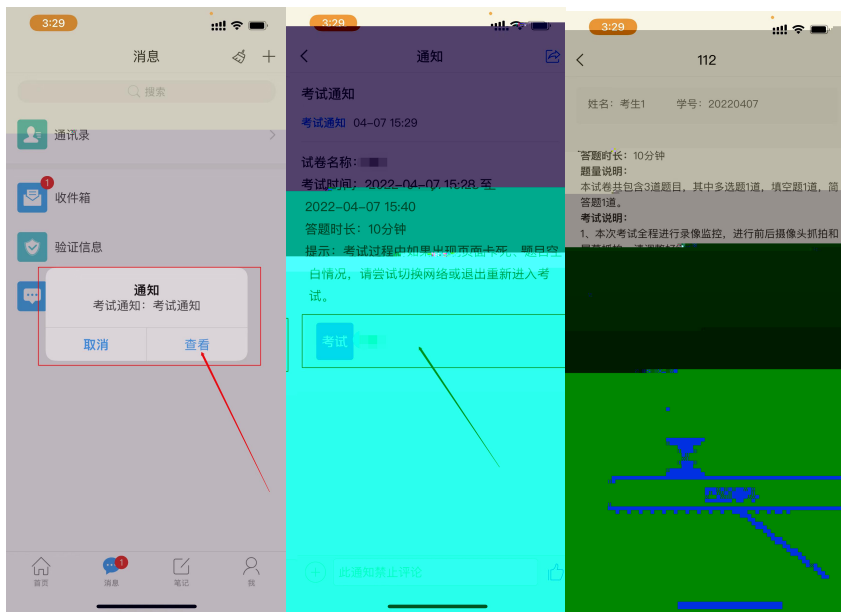 3:29
消息
搜索
通讯录
1
收件箱
验证信息
通知
考试通知：考试通知
取消
查看
首页
1
消息
笔记
我
3:29
通知
考试通知
考试通知 04-07 15:29
试卷名称：
考试时间：2022-04-07 15:28 至
2022-04-07 15:40
答题时长：10分钟
提示：考试过程中如果出现页面卡死、题目空
白情况，请尝试切换网络或退出重新进入考
试。
考试
此通知禁止评论
3:29
112
姓名：考生1 学号：20220407
答题时长：10分钟
题量说明：
本试卷共包含3道题目，其中多选题1道，填空题1道，简
答题1道。
考试说明：
1、本次考试全程进行录像监控，进行前后摄像头抓拍和